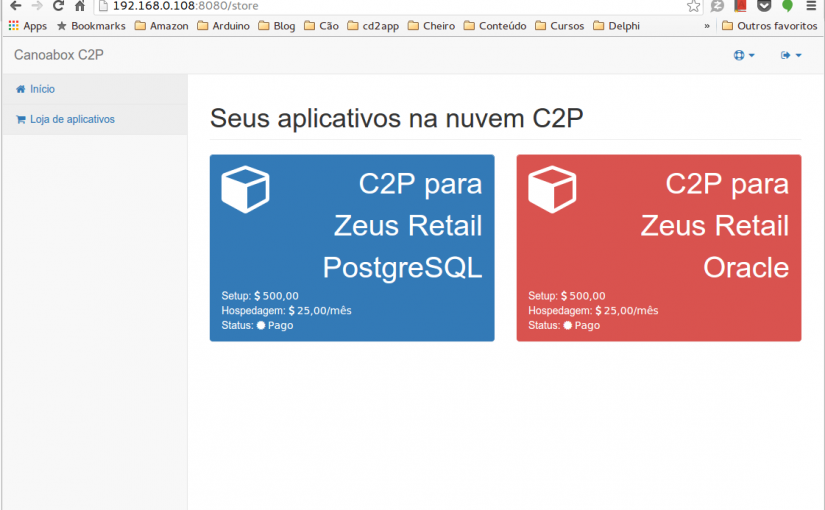 192.168.0.108:8080/store
Apps Bookmarks Amazon Arduino Blog Cão cd2app Cheiro Conteúdo Cursos Delphi » Outros favoritos
Canoabox C2P
Início
Loja de aplicativos
Seus aplicativos na nuvem C2P
C2P para
Zeus Retail
PostgreSQL
Setup: $ 500,00
Hospedagem: $ 25,00/mês
Status: Pago
C2P para
Zeus Retail
Oracle
Setup: $ 500,00
Hospedagem: $ 25,00/mês
Status: Pago